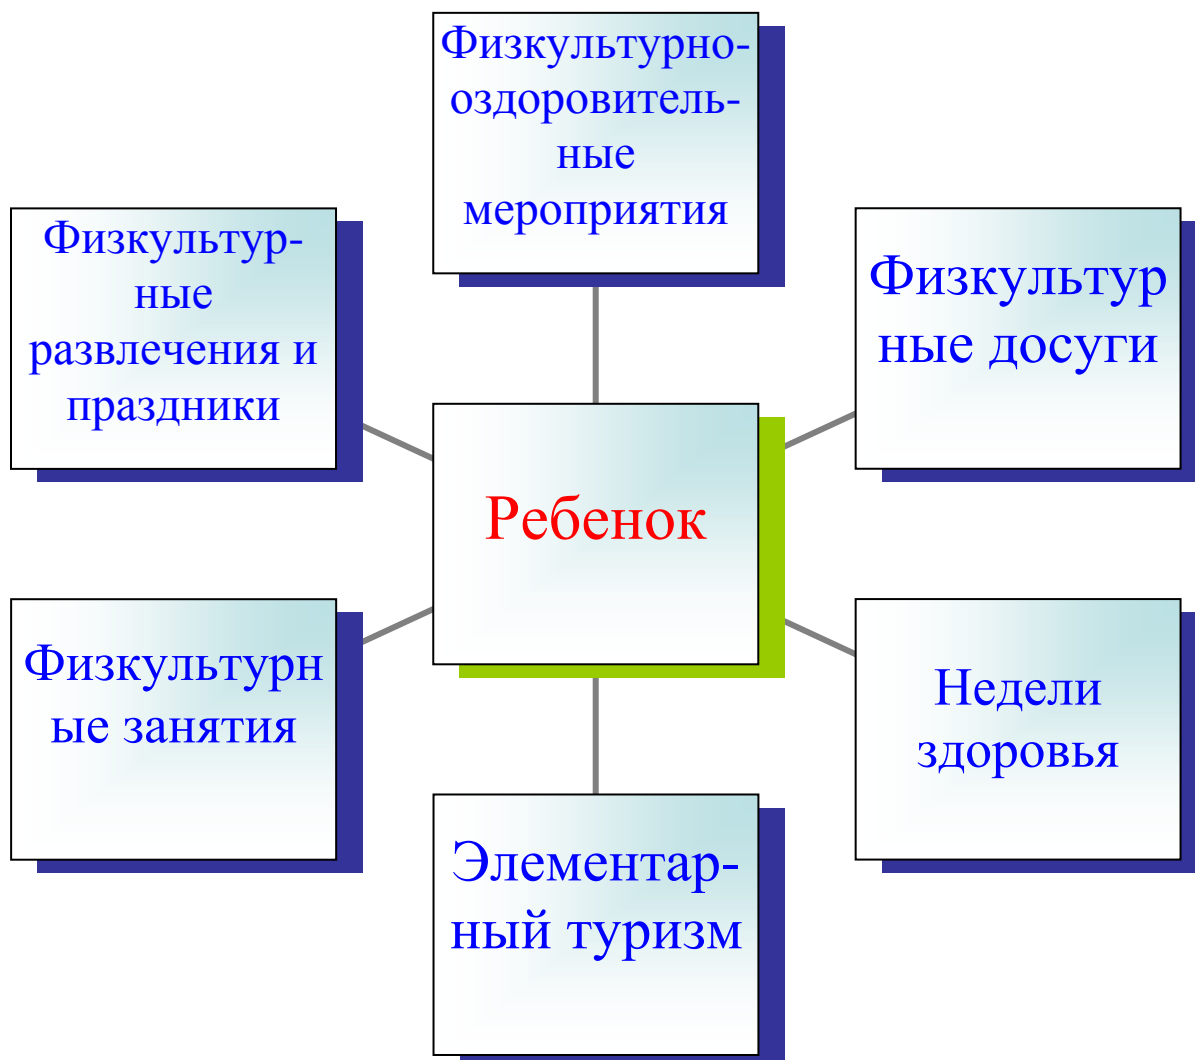 Физкультурно-
оздоровитель-
ные
мероприятия
Физкультур-
ные
развлечения и
праздники
Физкультур
ные досуги
Ребенок
Физкультурн
ые занятия
Недели
здоровья
Элементар-
ный туризм